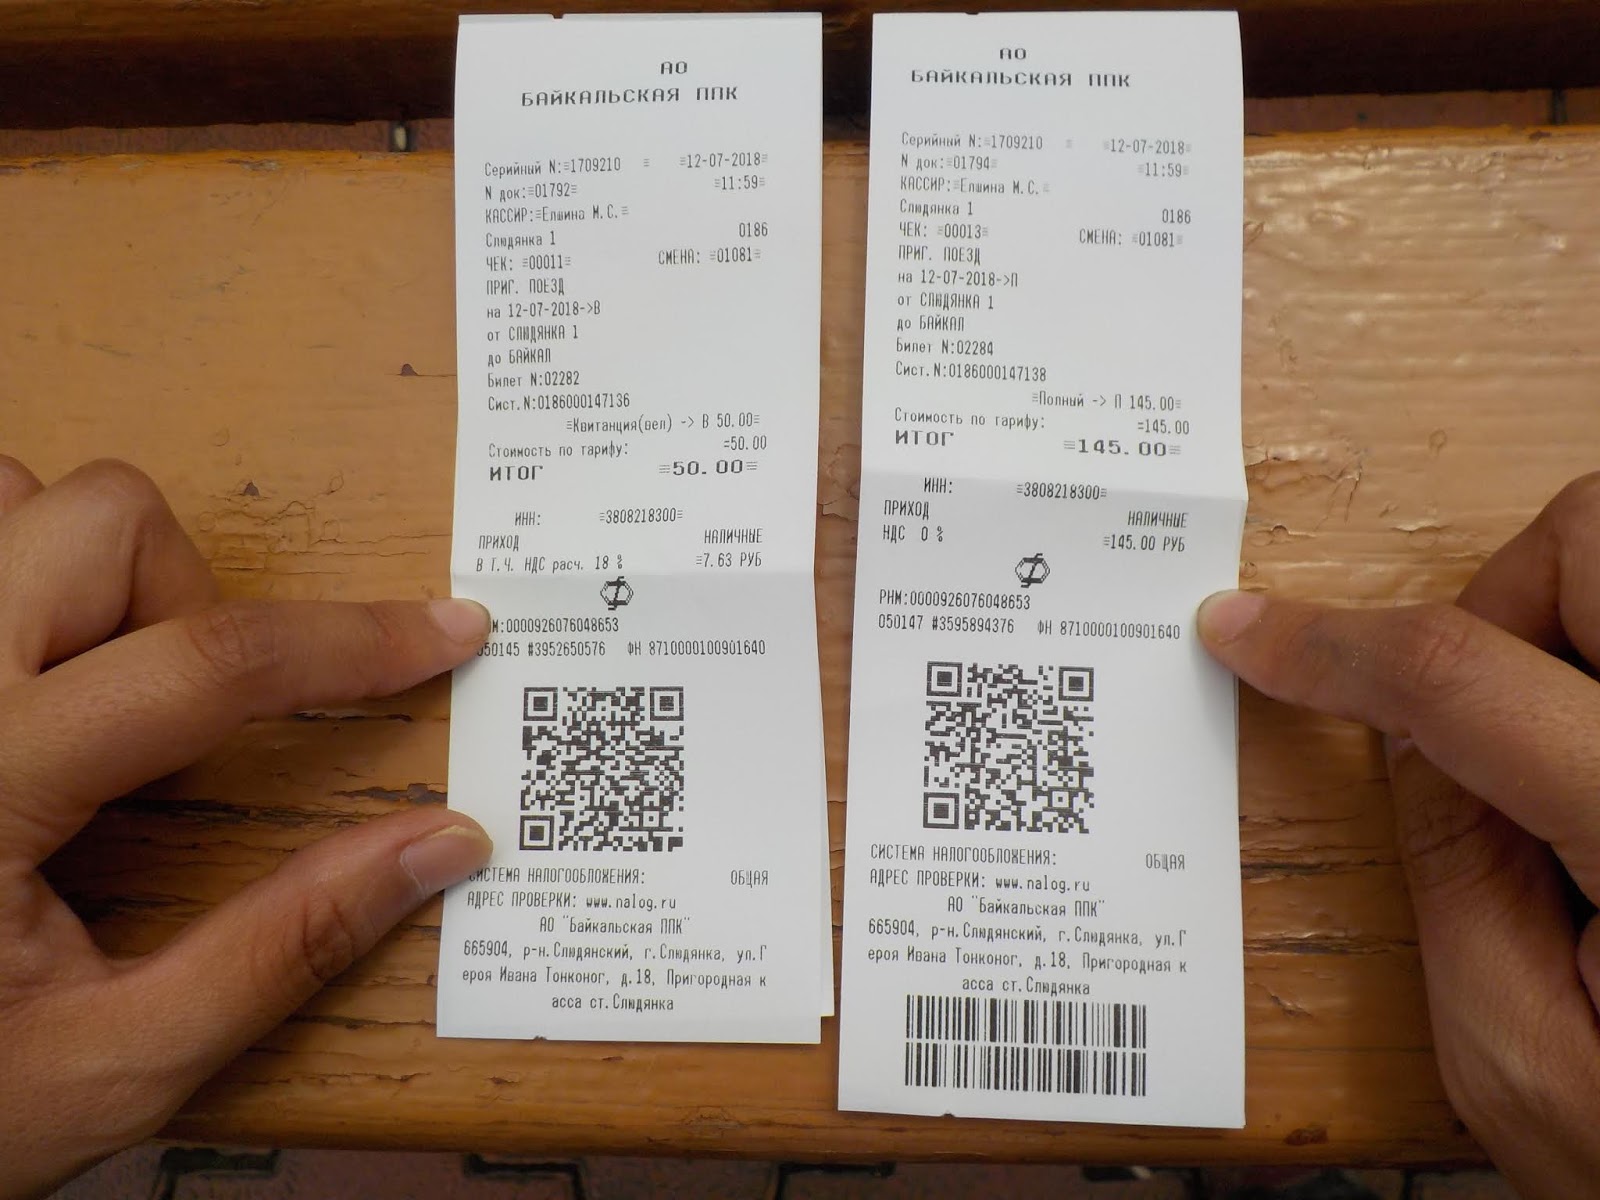 АО
БАЙКАЛЬСКАЯ ППК
Серийный N:=1709210 = =12-07-2018=
N док:=01792= =11:59=
КАССИР:=Елшина М.С.=
Слюдянка 1 0186
ЧЕК: =00011= СМЕНА: =01081=
ПРИГ. ПОЕЗД
на 12-07-2018->В
от СЛЮДЯНКА 1
до БАЙКАЛ
Билет N:02282
Сист.N:0186000147136
=Квитанция(вел) -> В 50.00=
Стоимость по тарифу: =50.00
ИТОГ =50.00=
ИНН: =3808218300=
ПРИХОД НАЛИЧНЫЕ
В Т.Ч. НДС расч. 18 % =7.63 РУБ
М:0000926076048653
050145 #3952650576 ФН 8710000100901640
СИСТЕМА НАЛОГООБЛОЖЕНИЯ: ОБЩАЯ
АДРЕС ПРОВЕРКИ: www.nalog.ru
АО "Байкальская ППК"
665904, р-н.Слюдянский, г.Слюдянка, ул.Г
ероя Ивана Тонконог, д.18, Пригородная к
асса ст.Слюдянка
АО
БАЙКАЛЬСКАЯ ППК
Серийный N:=1709210 = =12-07-2018=
N док:=01794= =11:59=
КАССИР:=Елшина М.С.=
Слюдянка 1 0186
ЧЕК: =00013= СМЕНА: =01081=
ПРИГ. ПОЕЗД
на 12-07-2018->П
от СЛЮДЯНКА 1
до БАЙКАЛ
Билет N:02284
Сист.N:0186000147138
=Полный -> П 145.00=
Стоимость по тарифу: =145.00
ИТОГ =145.00=
ИНН: =3808218300=
ПРИХОД НАЛИЧНЫЕ
НДС 0 % =145.00 РУБ
РНМ:0000926076048653
050147 #3595894376 ФН 8710000100901640
СИСТЕМА НАЛОГООБЛОЖЕНИЯ: ОБЩАЯ
АДРЕС ПРОВЕРКИ: www.nalog.ru
АО "Байкальская ППК"
665904, р-н.Слюдянский, г.Слюдянка, ул.Г
ероя Ивана Тонконог, д.18, Пригородная к
асса ст.Слюдянка